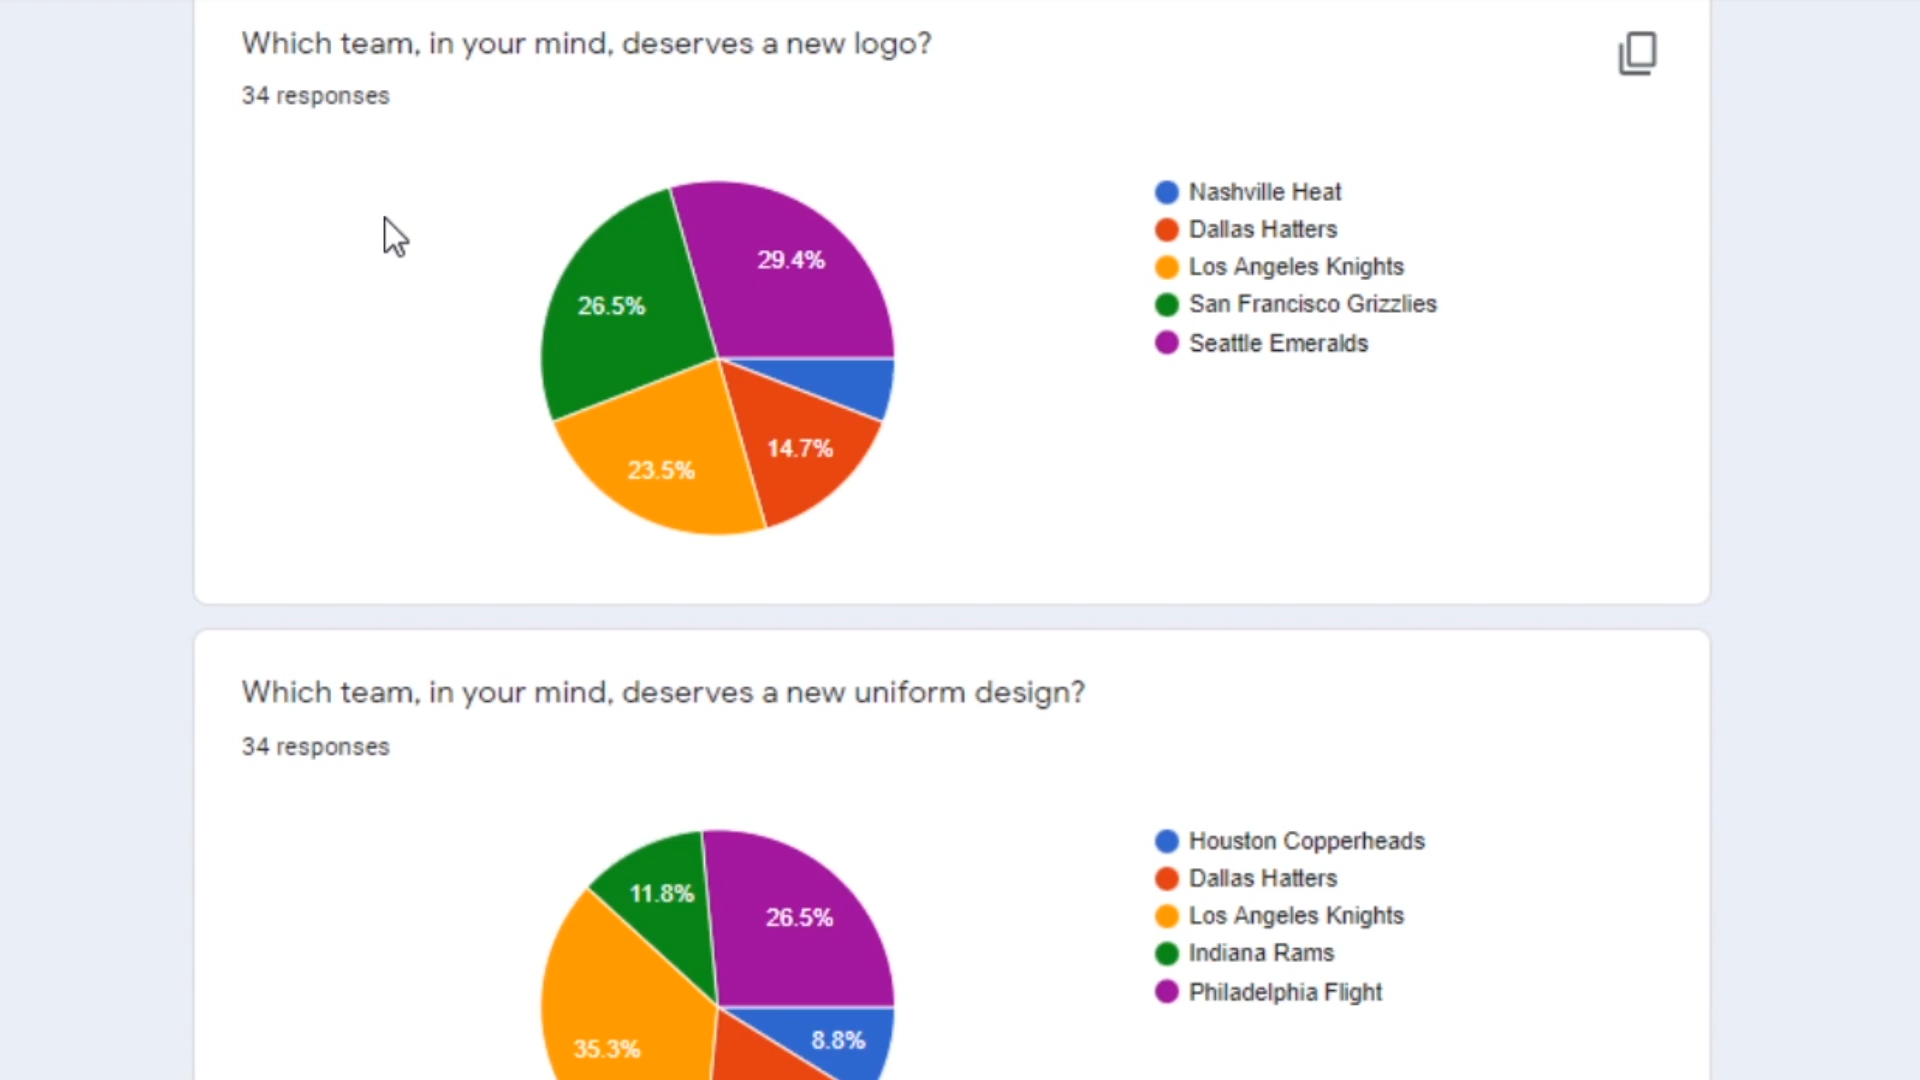 Which team, in your mind, deserves a new logo?
34 responses
29.4%
26.5%
23.5%
14.7%
Nashville Heat
Dallas Hatters
Los Angeles Knights
San Francisco Grizzlies
Seattle Emeralds
Which team, in your mind, deserves a new uniform design?
34 responses
11.8%
26.5%
35.3%
8.8%
Houston Copperheads
Dallas Hatters
Los Angeles Knights
Indiana Rams
Philadelphia Flight